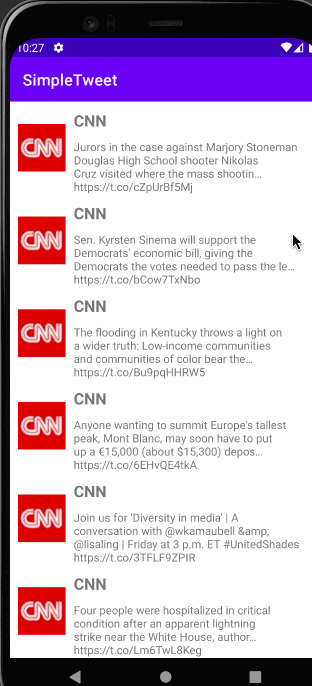 10:27
SimpleTweet
CNN
CNN
Jurors in the case against Marjory Stoneman
Douglas High School shooter Nikolas
Cruz visited where the mass shootin…
https://t.co/cZpUrBf5Mj
CNN
CNN
Sen. Kyrsten Sinema will support the
Democrats' economic bill, giving the
Democrats the votes needed to pass the le…
https://t.co/bCow7TxNbo
CNN
CNN
The flooding in Kentucky throws a light on
a wider truth: Low-income communities
and communities of color bear the…
https://t.co/Bu9pqHHRW5
CNN
CNN
Anyone wanting to summit Europe's tallest
peak, Mont Blanc, may soon have to put
up a €15,000 (about $15,300) depos…
https://t.co/6EHvQE4tkA
CNN
CNN
Join us for 'Diversity in media' | A
conversation with @wkamaubell &amp;
@lisaling | Friday at 3 p.m. ET #UnitedShades
https://t.co/3TFLF9ZPIR
CNN
CNN
Four people were hospitalized in critical
condition after an apparent lightning
strike near the White House, author…
https://t.co/Lm6TwL8Keg